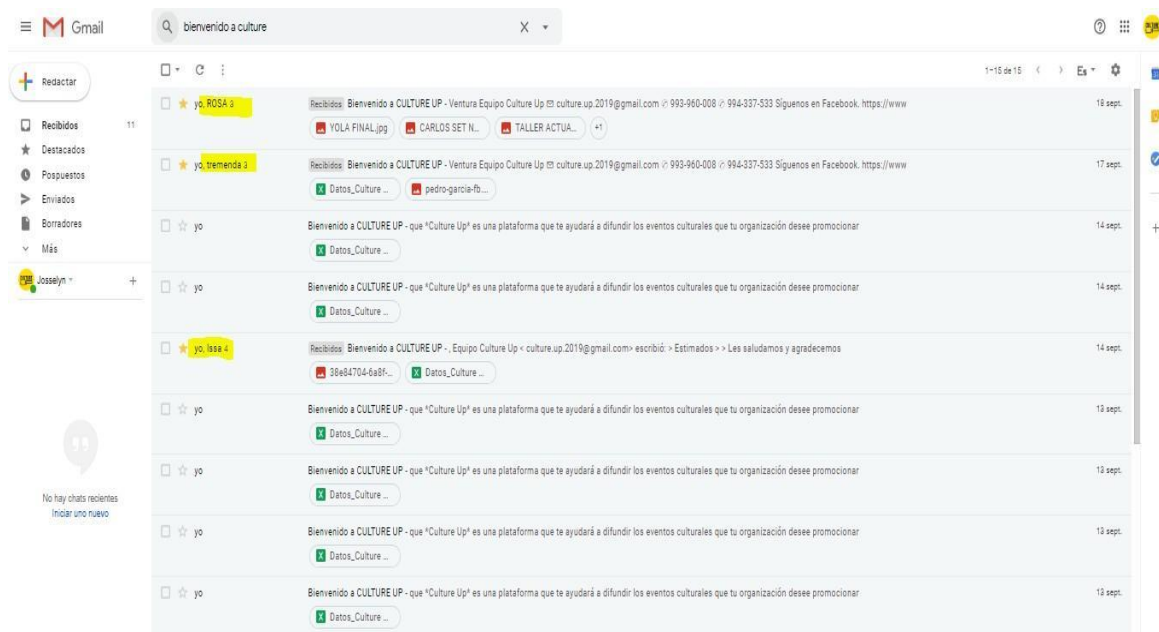 Gmail
bienvenido a culture
Redactar
1–15 de 15
Es
Recibidos 11
Destacados
Pospuestos
Enviados
Borradores
Más
Josselyn
No hay chats recientes
Iniciar uno nuevo
yo, ROSA 3 Recibidos Bienvenido a CULTURE UP - Ventura Equipo Culture Up ✉ culture.up.2019@gmail.com ✆ 993-960-008 ✆ 994-337-533 Síguenos en Facebook. https://www 18 sept.
YOLA FINAL.jpg CARLOS SET N... TALLER ACTUA... +1
yo, tremenda 3 Recibidos Bienvenido a CULTURE UP - Ventura Equipo Culture Up ✉ culture.up.2019@gmail.com ✆ 993-960-008 ✆ 994-337-533 Síguenos en Facebook. https://www 17 sept.
Datos_Culture ... pedro-garcia-fb...
yo Bienvenido a CULTURE UP - que *Culture Up* es una plataforma que te ayudará a difundir los eventos culturales que tu organización desee promocionar 14 sept.
Datos_Culture ...
yo Bienvenido a CULTURE UP - que *Culture Up* es una plataforma que te ayudará a difundir los eventos culturales que tu organización desee promocionar 14 sept.
Datos_Culture ...
yo, Issa 4 Recibidos Bienvenido a CULTURE UP - , Equipo Culture Up < culture.up.2019@gmail.com> escribió: > Estimados > > Les saludamos y agradecemos 14 sept.
38e84704-6a8f-... Datos_Culture ...
yo Bienvenido a CULTURE UP - que *Culture Up* es una plataforma que te ayudará a difundir los eventos culturales que tu organización desee promocionar 13 sept.
Datos_Culture ...
yo Bienvenido a CULTURE UP - que *Culture Up* es una plataforma que te ayudará a difundir los eventos culturales que tu organización desee promocionar 13 sept.
Datos_Culture ...
yo Bienvenido a CULTURE UP - que *Culture Up* es una plataforma que te ayudará a difundir los eventos culturales que tu organización desee promocionar 13 sept.
Datos_Culture ...
yo Bienvenido a CULTURE UP - que *Culture Up* es una plataforma que te ayudará a difundir los eventos culturales que tu organización desee promocionar 13 sept.
Datos_Culture ...